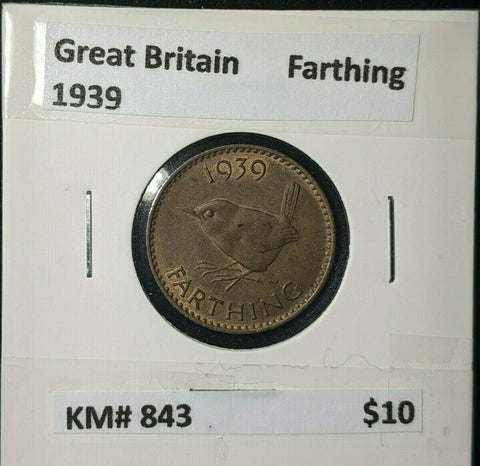 Great Britain Farthing
1939
1939
FARTHING
KM# 843 $10